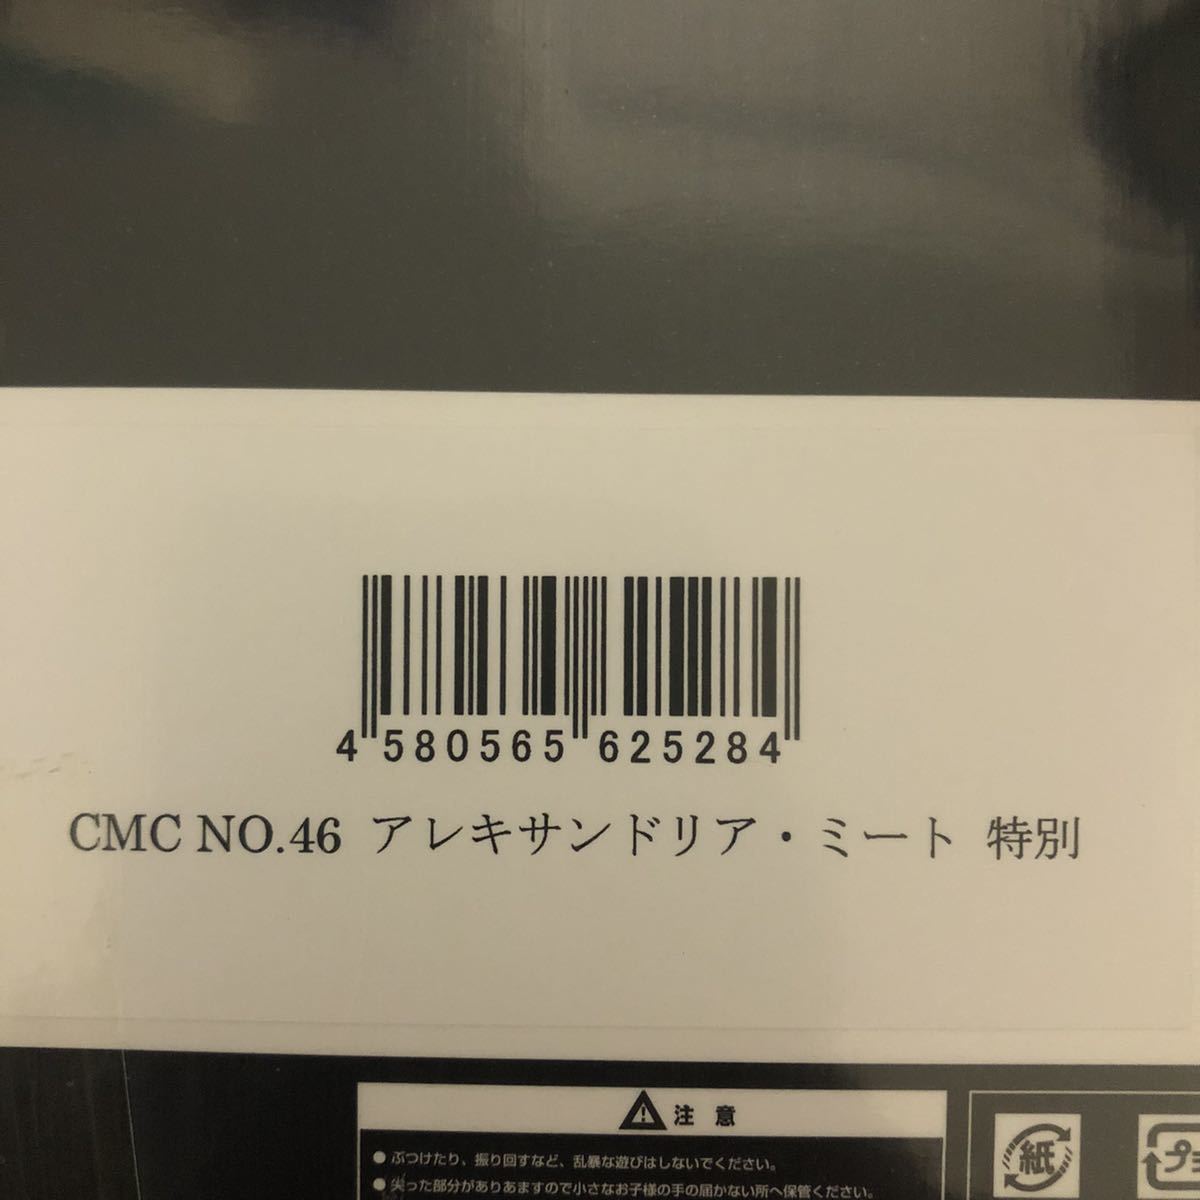 4 580565 625284
CMC NO.46 アレキサンドリア・ミート 特別
注 意
●ぶつけたり、振り回すなど、乱暴な遊びはしないでください。
●尖った部分がありあますので小さなお子様の手の届かない所へ保管ください。
紙
プ